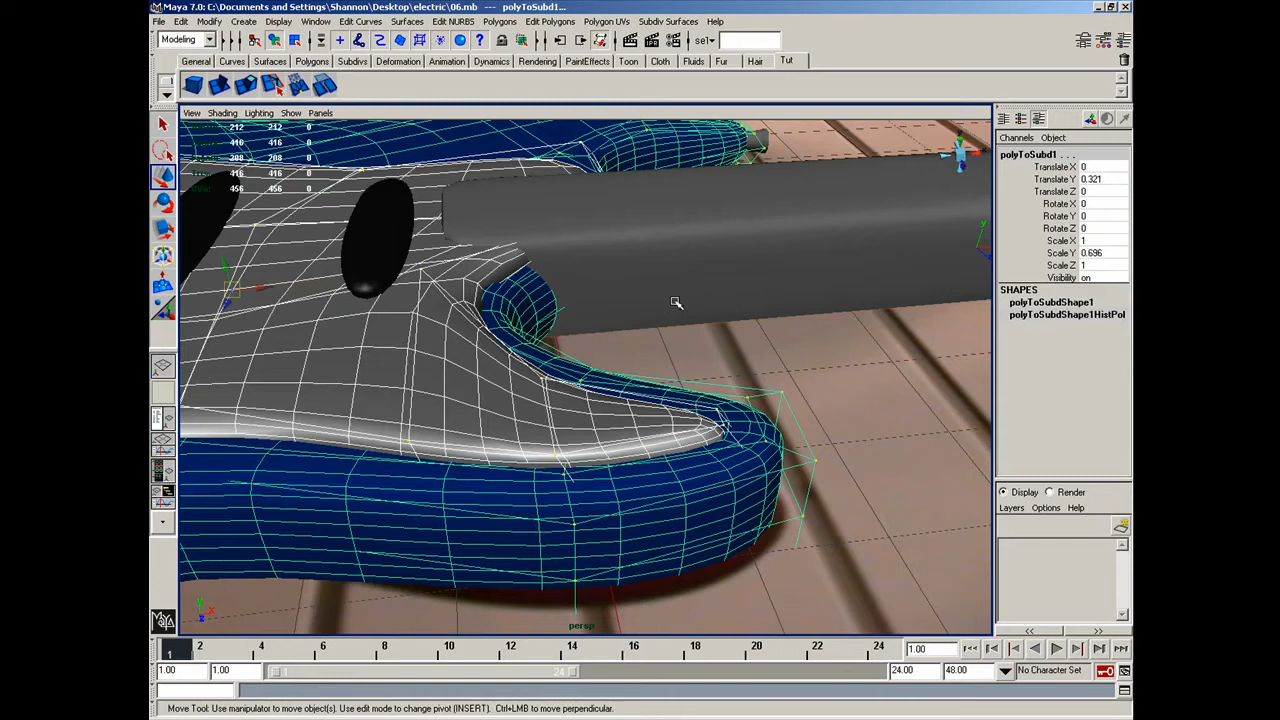 Maya 7.0: C:\Documents and Settings\Shannon\Desktop\electric\06.mb --- polyToSubd1...
File Edit Modify Create Display Window Edit Curves Surfaces Edit NURBS Polygons Edit Polygons Polygon UVs Subdiv Surfaces Help
Modeling sel
General Curves Surfaces Polygons Subdivs Deformation Animation Dynamics Rendering PaintEffects Toon Cloth Fluids Fur Hair Tut
View Shading Lighting Show Panels
212 212 0
416 416 0
208 208 0
416 416 0
456 456 0
persp
Channels Object
polyToSubd1 . . .
Translate X 0
Translate Y 0.321
Translate Z 0
Rotate X 0
Rotate Y 0
Rotate Z 0
Scale X 1
Scale Y 0.696
Scale Z 1
Visibility on
SHAPES
polyToSubdShape1
polyToSubdShape1HistPol
Display Render
Layers Options Help
1 2 4 6 8 10 12 14 16 18 20 22 24 1.00
1.00 1.00 1 24 24.00 48.00 No Character Set
Move Tool: Use manipulator to move object(s). Use edit mode to change pivot (INSERT). Ctrl+LMB to move perpendicular.